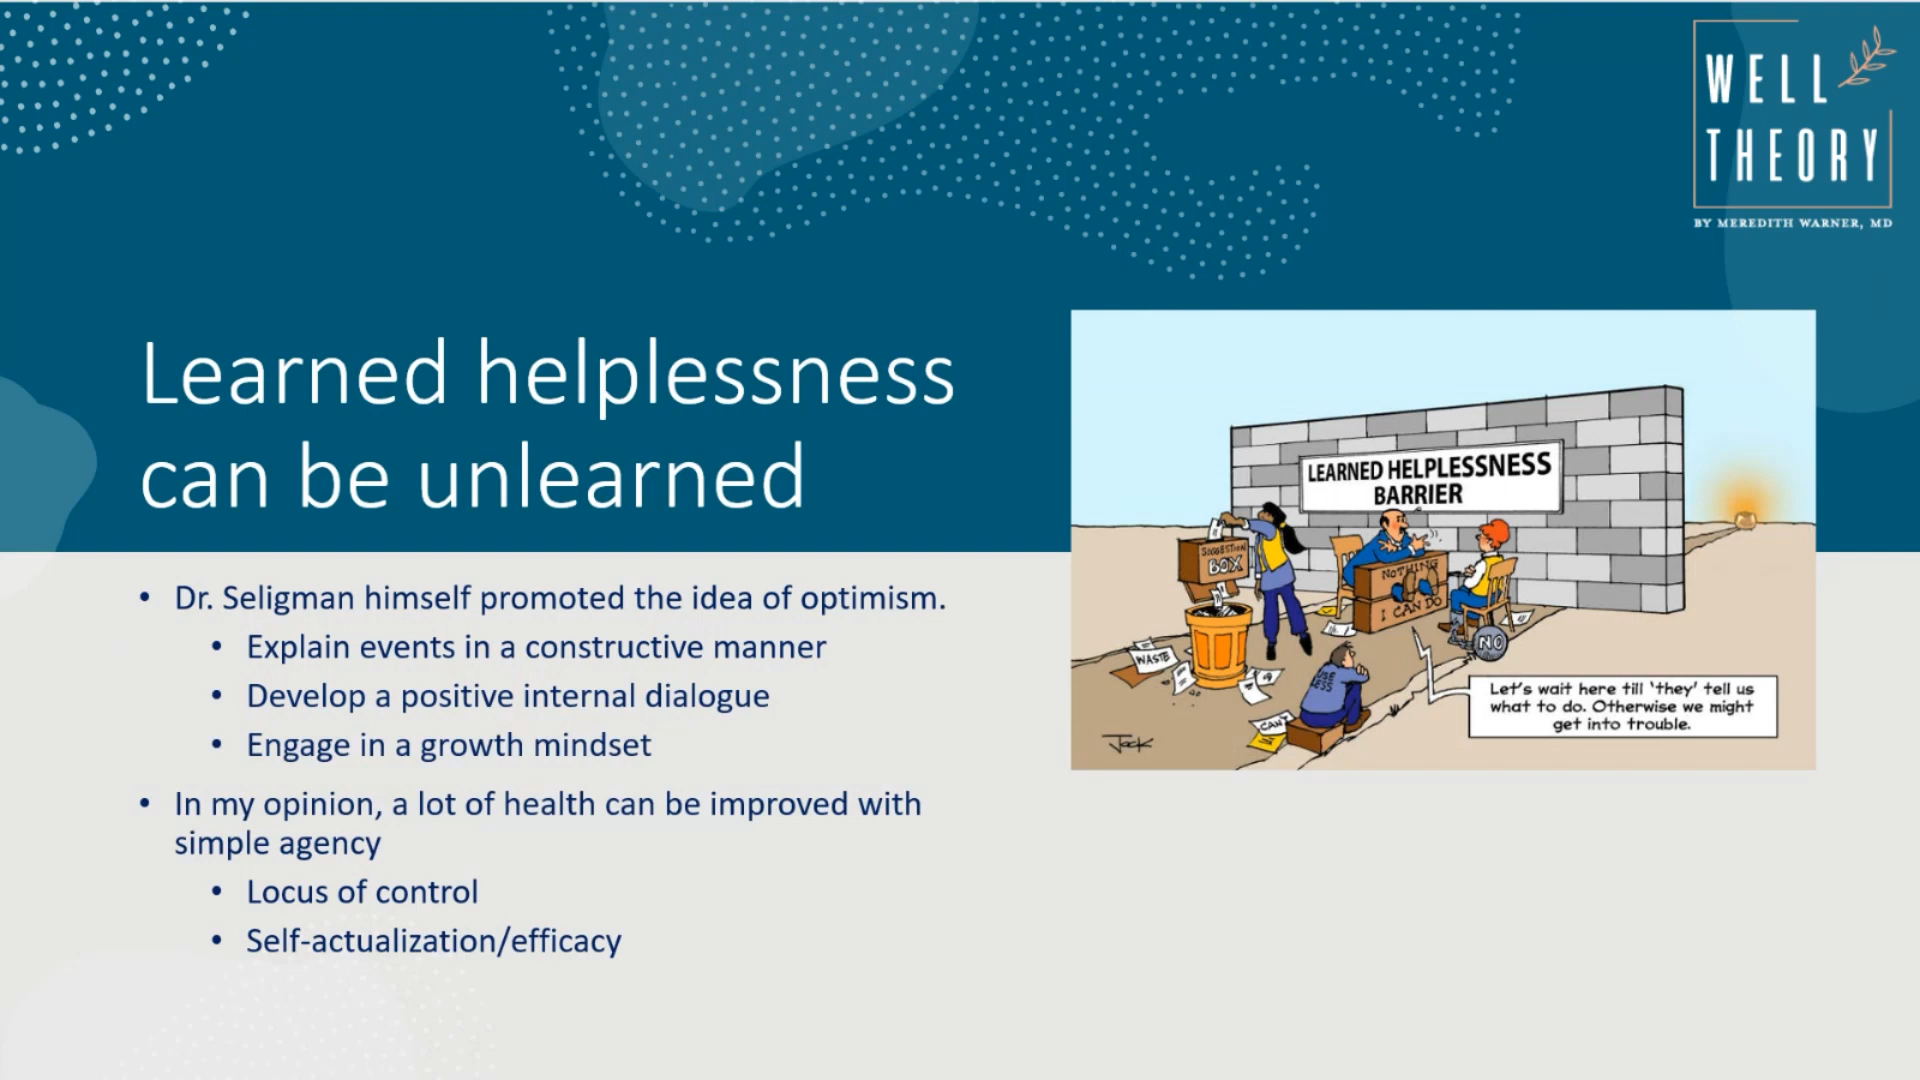 WELL
THEORY
BY MEREDITH WARNER, MD
Learned helplessness
can be unlearned
• Dr. Seligman himself promoted the idea of optimism.
• Explain events in a constructive manner
• Develop a positive internal dialogue
• Engage in a growth mindset
• In my opinion, a lot of health can be improved with
simple agency
• Locus of control
• Self-actualization/efficacy
LEARNED HELPLESSNESS
BARRIER
SUGGESTION
BOX
NOTHING
I CAN DO
NO
WASTE
USE
LESS
CAN'T
Let's wait here till 'they' tell us
what to do. Otherwise we might
get into trouble.
Jock